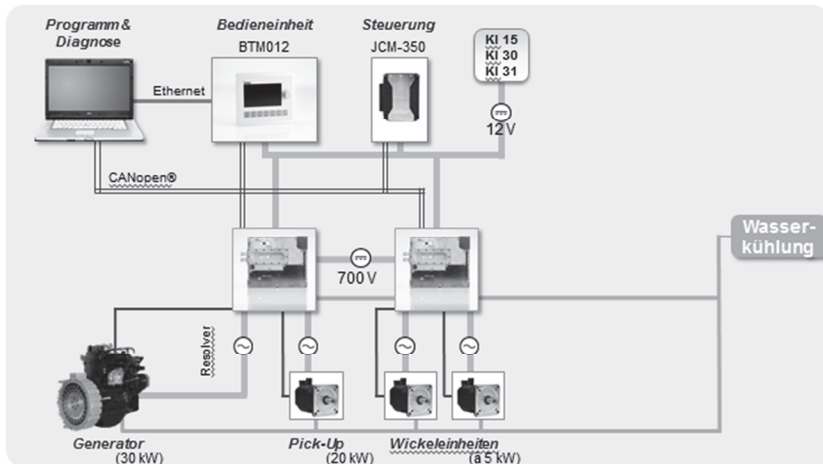 Programm &
Diagnose
Bedieneinheit
BTM012
Steuerung
JCM-350
Kl 15
Kl 30
Kl 31
Ethernet
12 V
CANopen®
700 V
Wasser-
kühlung
Resolver
Generator
(30 kW)
Pick-Up
(20 kW)
Wickeleinheiten
(à 5 kW)